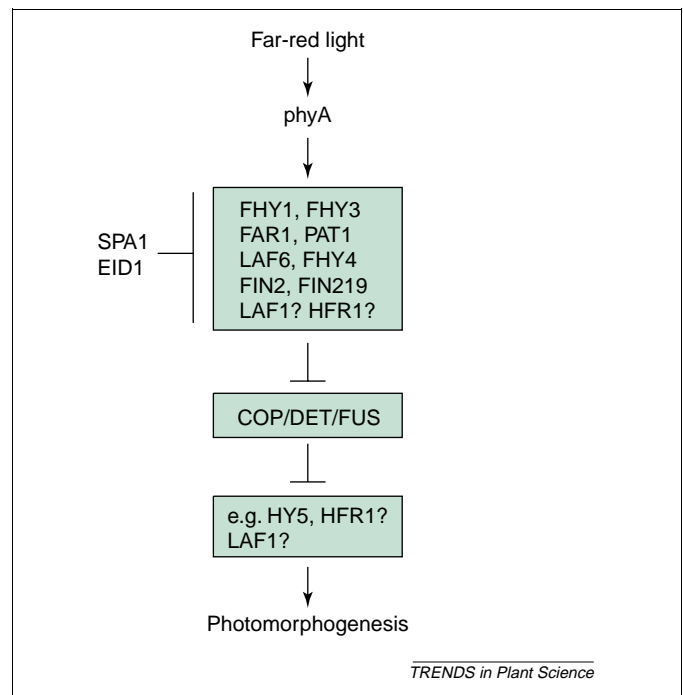 Far-red light
phyA
SPA1
EID1
FHY1, FHY3
FAR1, PAT1
LAF6, FHY4
FIN2, FIN219
LAF1? HFR1?
COP/DET/FUS
e.g. HY5, HFR1?
LAF1?
Photomorphogenesis
TRENDS in Plant Science